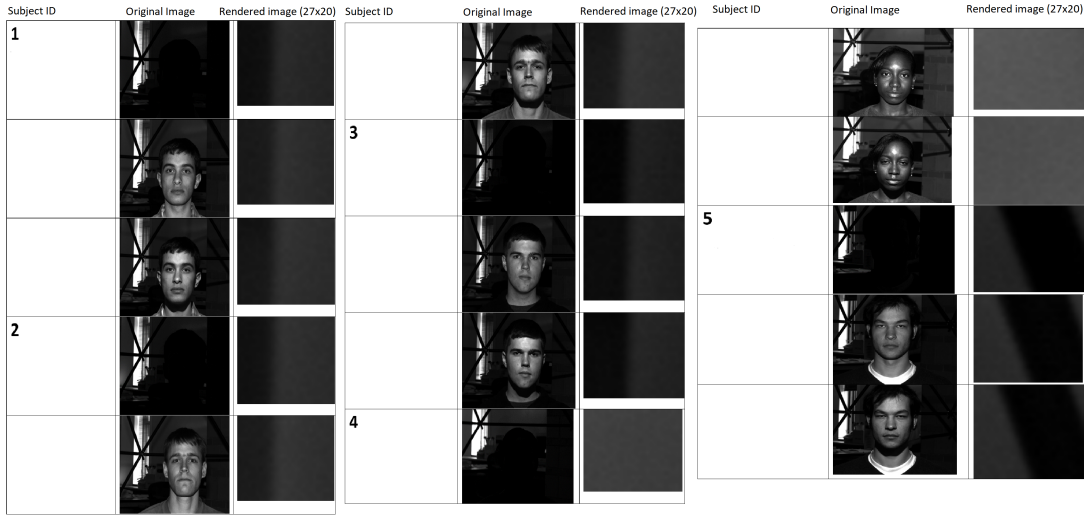 Subject ID Original Image Rendered image (27x20)
1
2
Subject ID Original Image Rendered image (27x20)
3
4
Subject ID Original Image Rendered image (27x20)
5